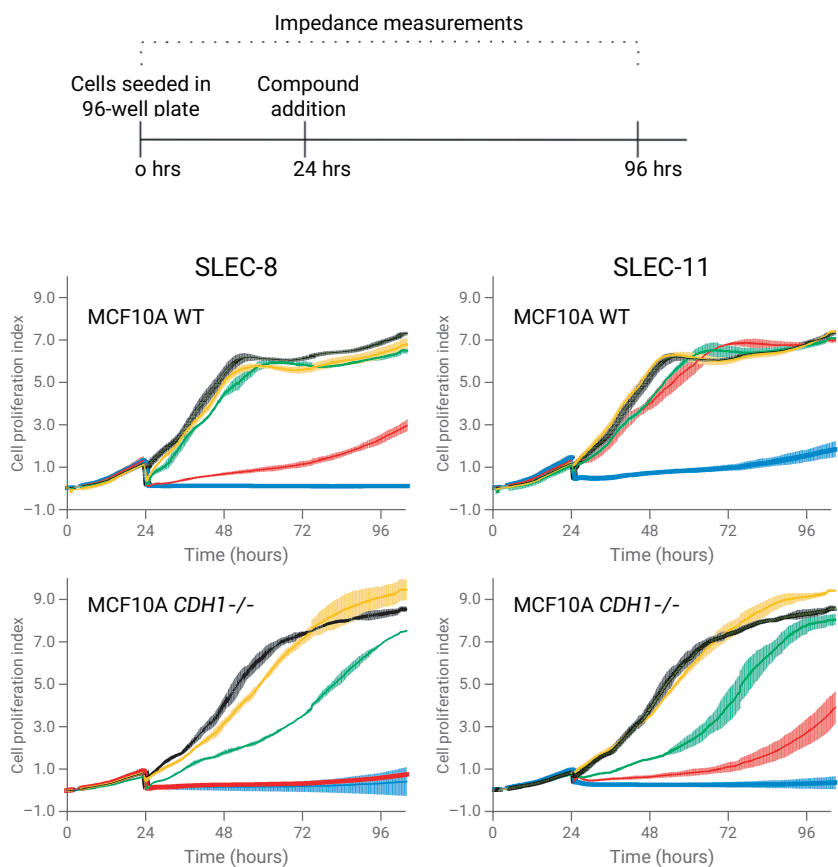 Impedance measurements
Cells seeded in
96-well plate
Compound
addition
o hrs
24 hrs
96 hrs
SLEC-8
SLEC-11
Cell proliferation index
9.0
7.0
5.0
3.0
1.0
−1.0
MCF10A WT
0
24
48
72
96
Time (hours)
Cell proliferation index
9.0
7.0
5.0
3.0
1.0
−1.0
MCF10A WT
0
24
48
72
96
Time (hours)
Cell proliferation index
9.0
7.0
5.0
3.0
1.0
−1.0
MCF10A CDH1-/-
0
24
48
72
96
Time (hours)
Cell proliferation index
9.0
7.0
5.0
3.0
1.0
−1.0
MCF10A CDH1-/-
0
24
48
72
96
Time (hours)